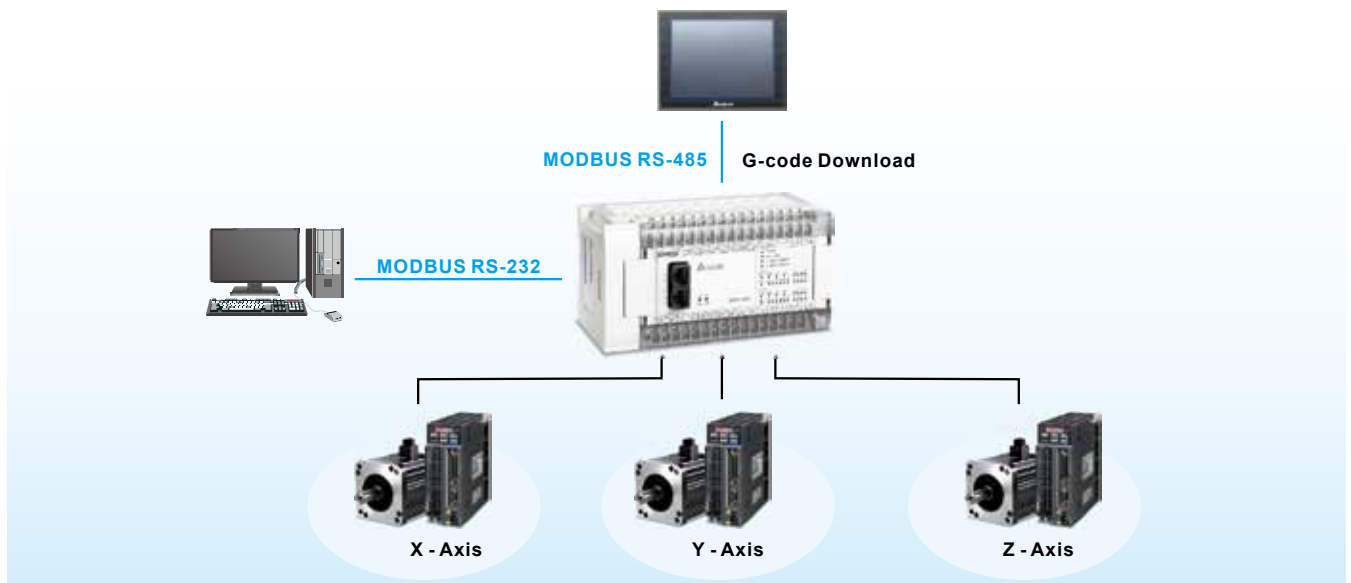 MODBUS RS-485
G-code Download
MODBUS RS-232
X - Axis
Y - Axis
Z - Axis